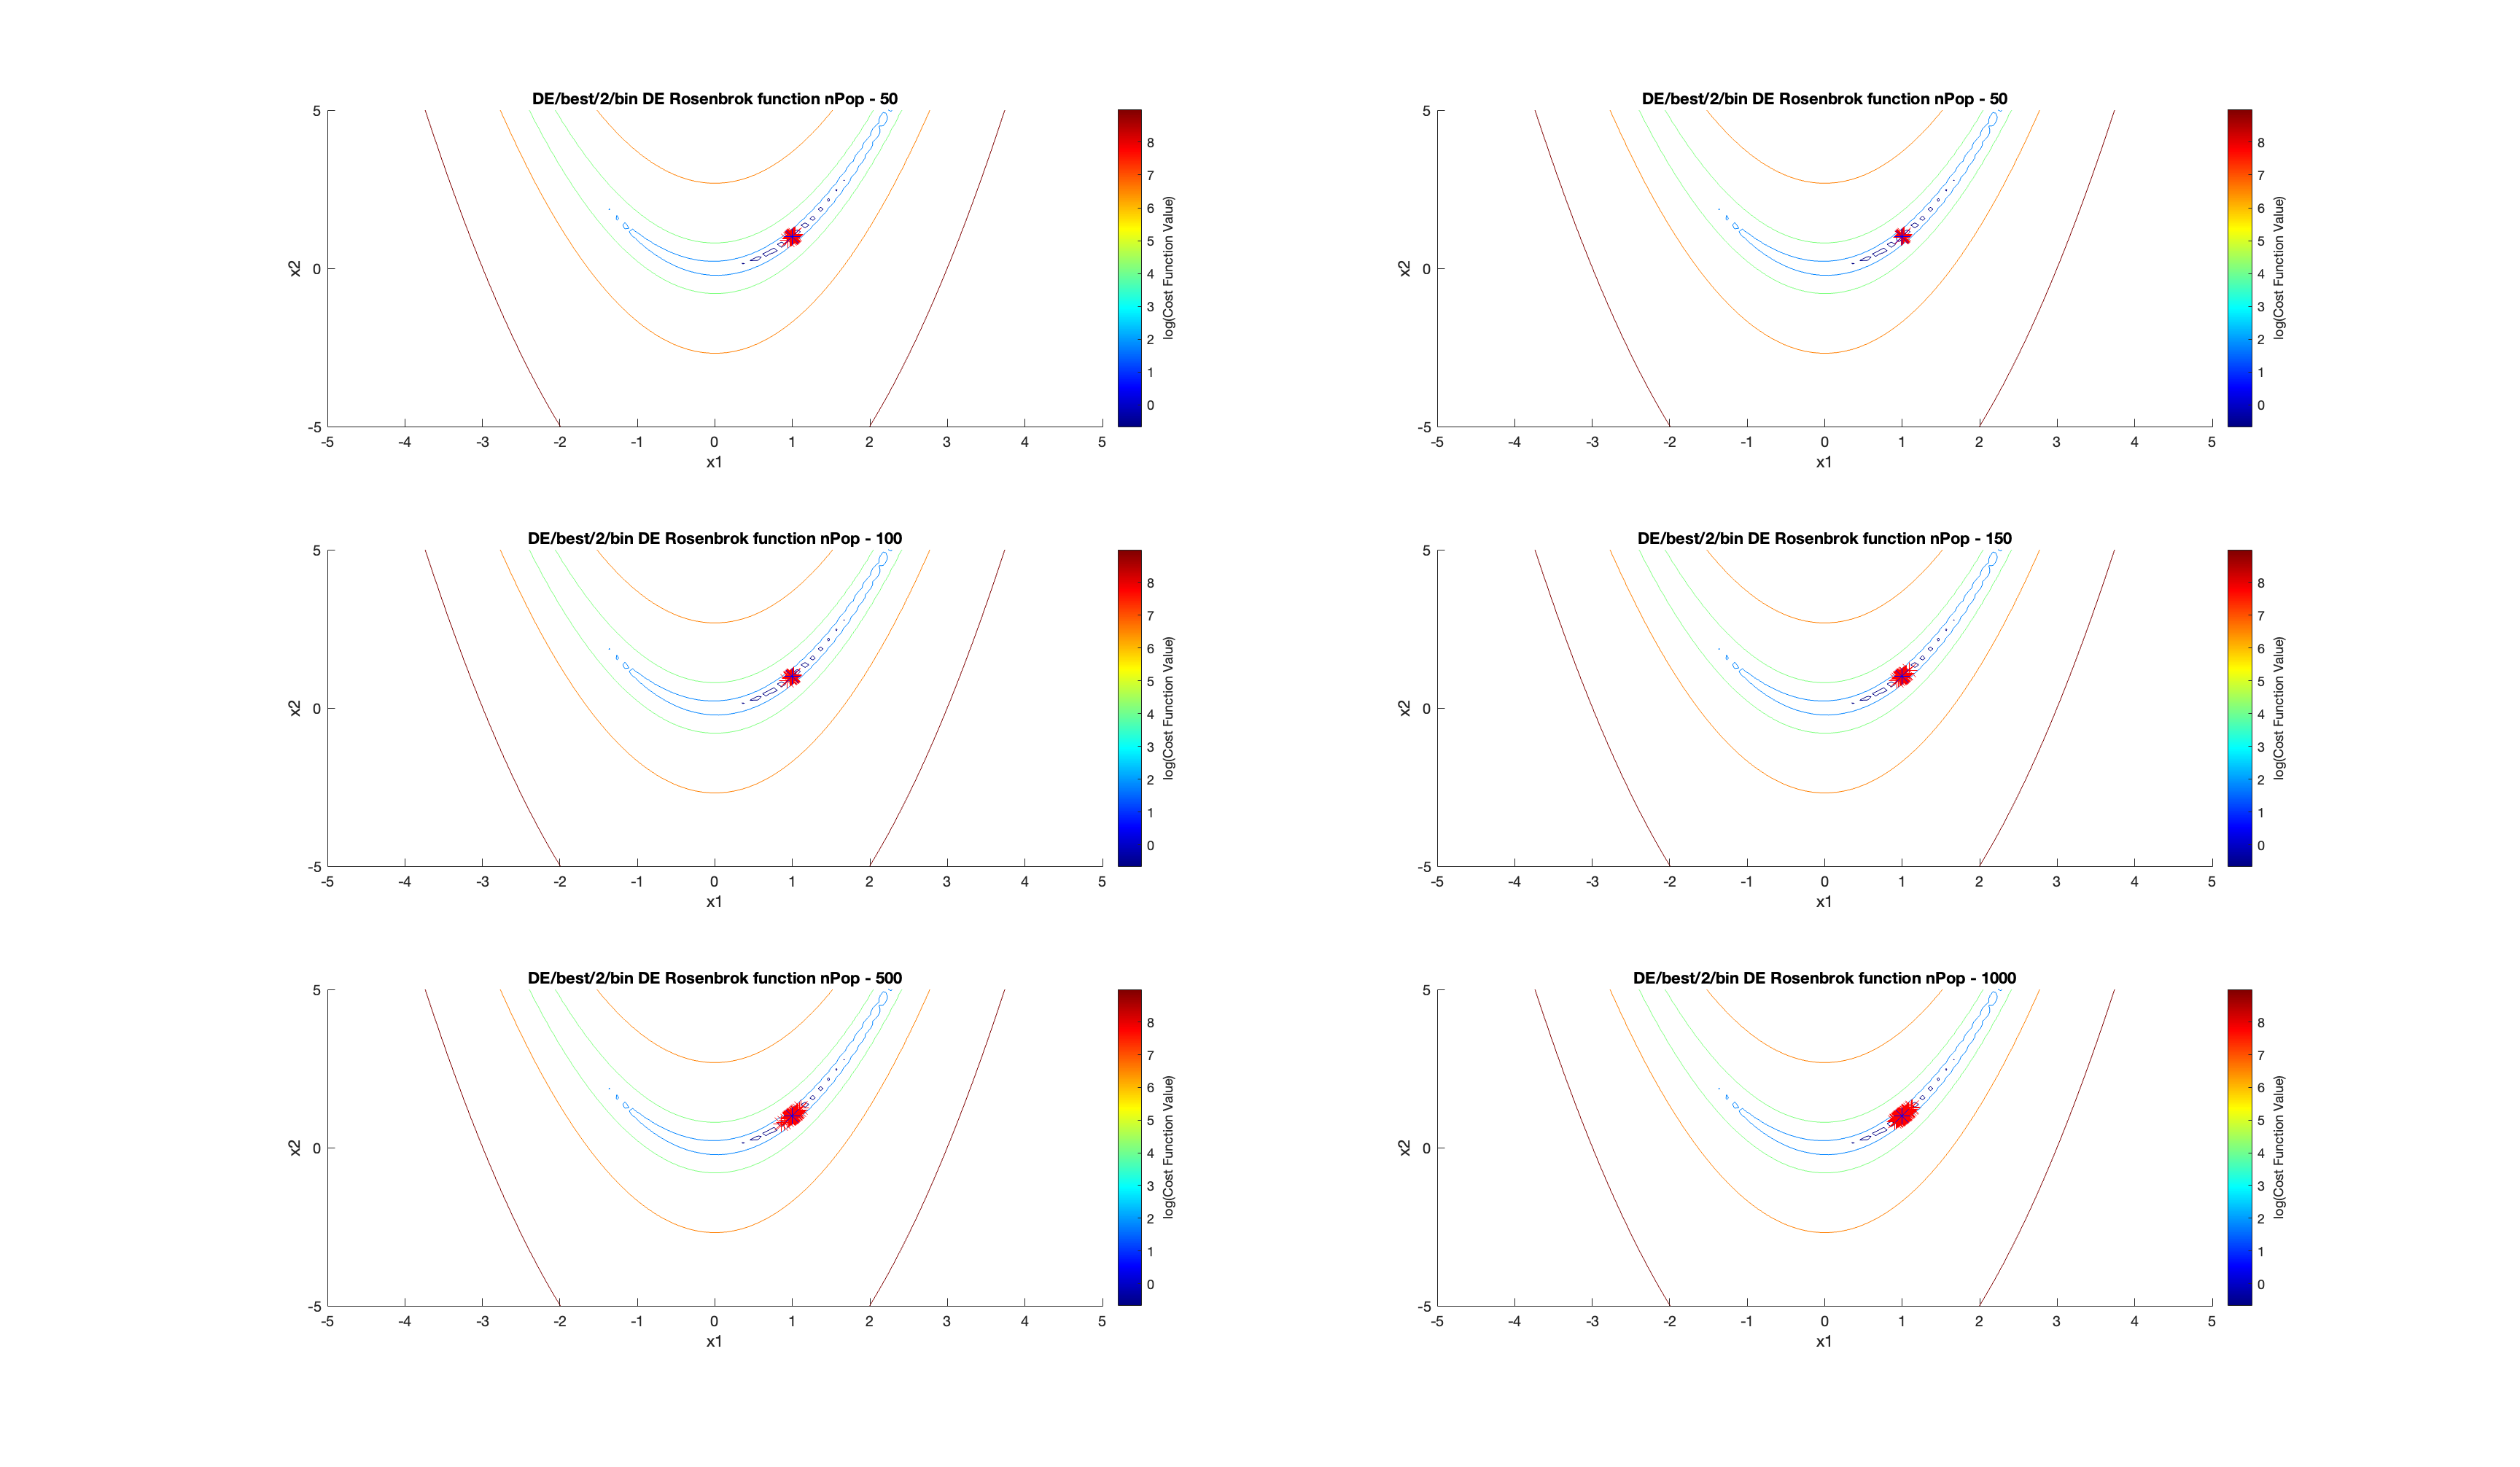 DE/best/2/bin DE Rosenbrok function nPop - 50
5
0
-5
x2
-5 -4 -3 -2 -1 0 1 2 3 4 5
x1
8
7
6
5
4
3
2
1
0
log(Cost Function Value)
DE/best/2/bin DE Rosenbrok function nPop - 50
5
0
-5
x2
-5 -4 -3 -2 -1 0 1 2 3 4 5
x1
8
7
6
5
4
3
2
1
0
log(Cost Function Value)
DE/best/2/bin DE Rosenbrok function nPop - 100
5
0
-5
x2
-5 -4 -3 -2 -1 0 1 2 3 4 5
x1
8
7
6
5
4
3
2
1
0
log(Cost Function Value)
DE/best/2/bin DE Rosenbrok function nPop - 150
5
0
-5
x2
-5 -4 -3 -2 -1 0 1 2 3 4 5
x1
8
7
6
5
4
3
2
1
0
log(Cost Function Value)
DE/best/2/bin DE Rosenbrok function nPop - 500
5
0
-5
x2
-5 -4 -3 -2 -1 0 1 2 3 4 5
x1
8
7
6
5
4
3
2
1
0
log(Cost Function Value)
DE/best/2/bin DE Rosenbrok function nPop - 1000
5
0
-5
x2
-5 -4 -3 -2 -1 0 1 2 3 4 5
x1
8
7
6
5
4
3
2
1
0
log(Cost Function Value)